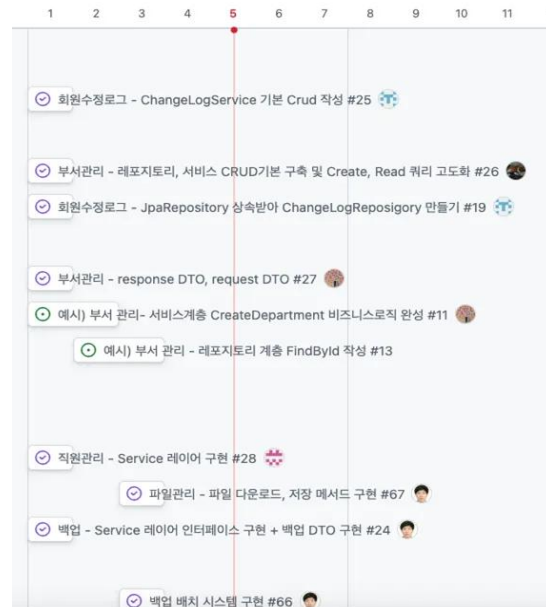 1 2 3 4 5 6 7 8 9 10 11
회원수정로그 - ChangeLogService 기본 Crud 작성 #25
부서관리 - 레포지토리, 서비스 CRUD기본 구축 및 Create, Read 쿼리 고도화 #26
회원수정로그 - JpaRepository 상속받아 ChangeLogReposigory 만들기 #19
부서관리 - response DTO, request DTO #27
예시) 부서 관리- 서비스계층 CreateDepartment 비즈니스로직 완성 #11
예시) 부서 관리 - 레포지토리 계층 FindById 작성 #13
직원관리 - Service 레이어 구현 #28
파일관리 - 파일 다운로드, 저장 메서드 구현 #67
백업 - Service 레이어 인터페이스 구현 + 백업 DTO 구현 #24
백업 배치 시스템 구현 #66